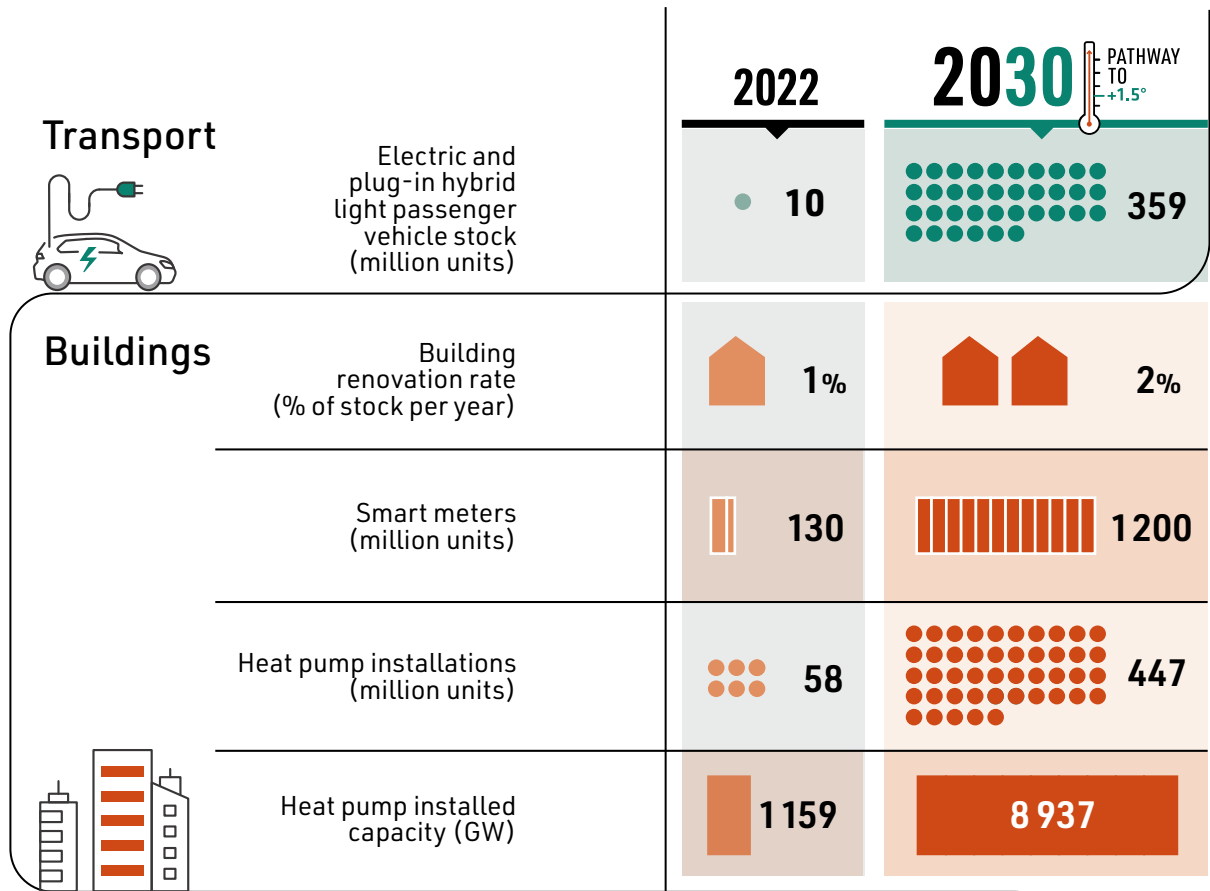 2022
2030
PATHWAY
TO
+1.5°
Transport
Electric and
plug-in hybrid
light passenger
vehicle stock
(million units)
10
359
Buildings
Building
renovation rate
(% of stock per year)
1%
2%
Smart meters
(million units)
130
1 200
Heat pump installations
(million units)
58
447
Heat pump installed
capacity (GW)
1 159
8 937